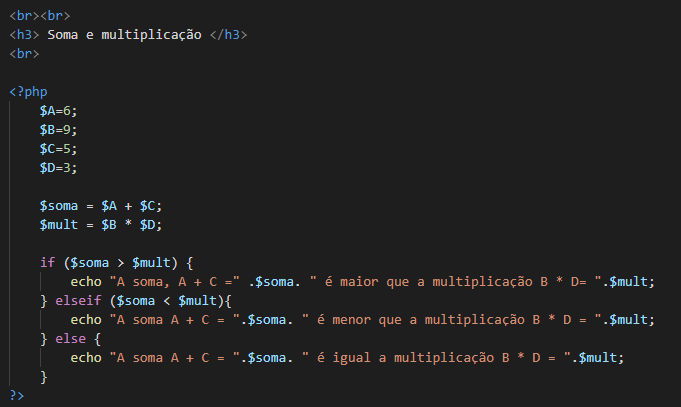 <br><br>
<h3> Soma e multiplicação </h3>
<br>
<?php
$A=6;
$B=9;
$C=5;
$D=3;
$soma = $A + $C;
$mult = $B * $D;
if ($soma > $mult) {
echo "A soma, A + C =" .$soma. " é maior que a multiplicação B * D= ".$mult;
} elseif ($soma < $mult){
echo "A soma A + C = ".$soma. " é menor que a multiplicação B * D = ".$mult;
} else {
echo "A soma A + C = ".$soma. " é igual a multiplicação B * D = ".$mult;
}
?>